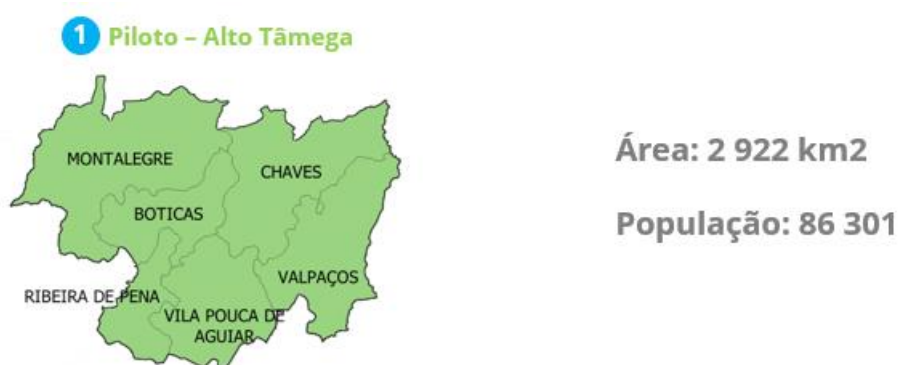 1 Piloto – Alto Tâmega
MONTALEGRE
CHAVES
BOTICAS
VALPAÇOS
RIBEIRA DE PENA
VILA POUCA DE
AGUIAR
Área: 2 922 km2
População: 86 301